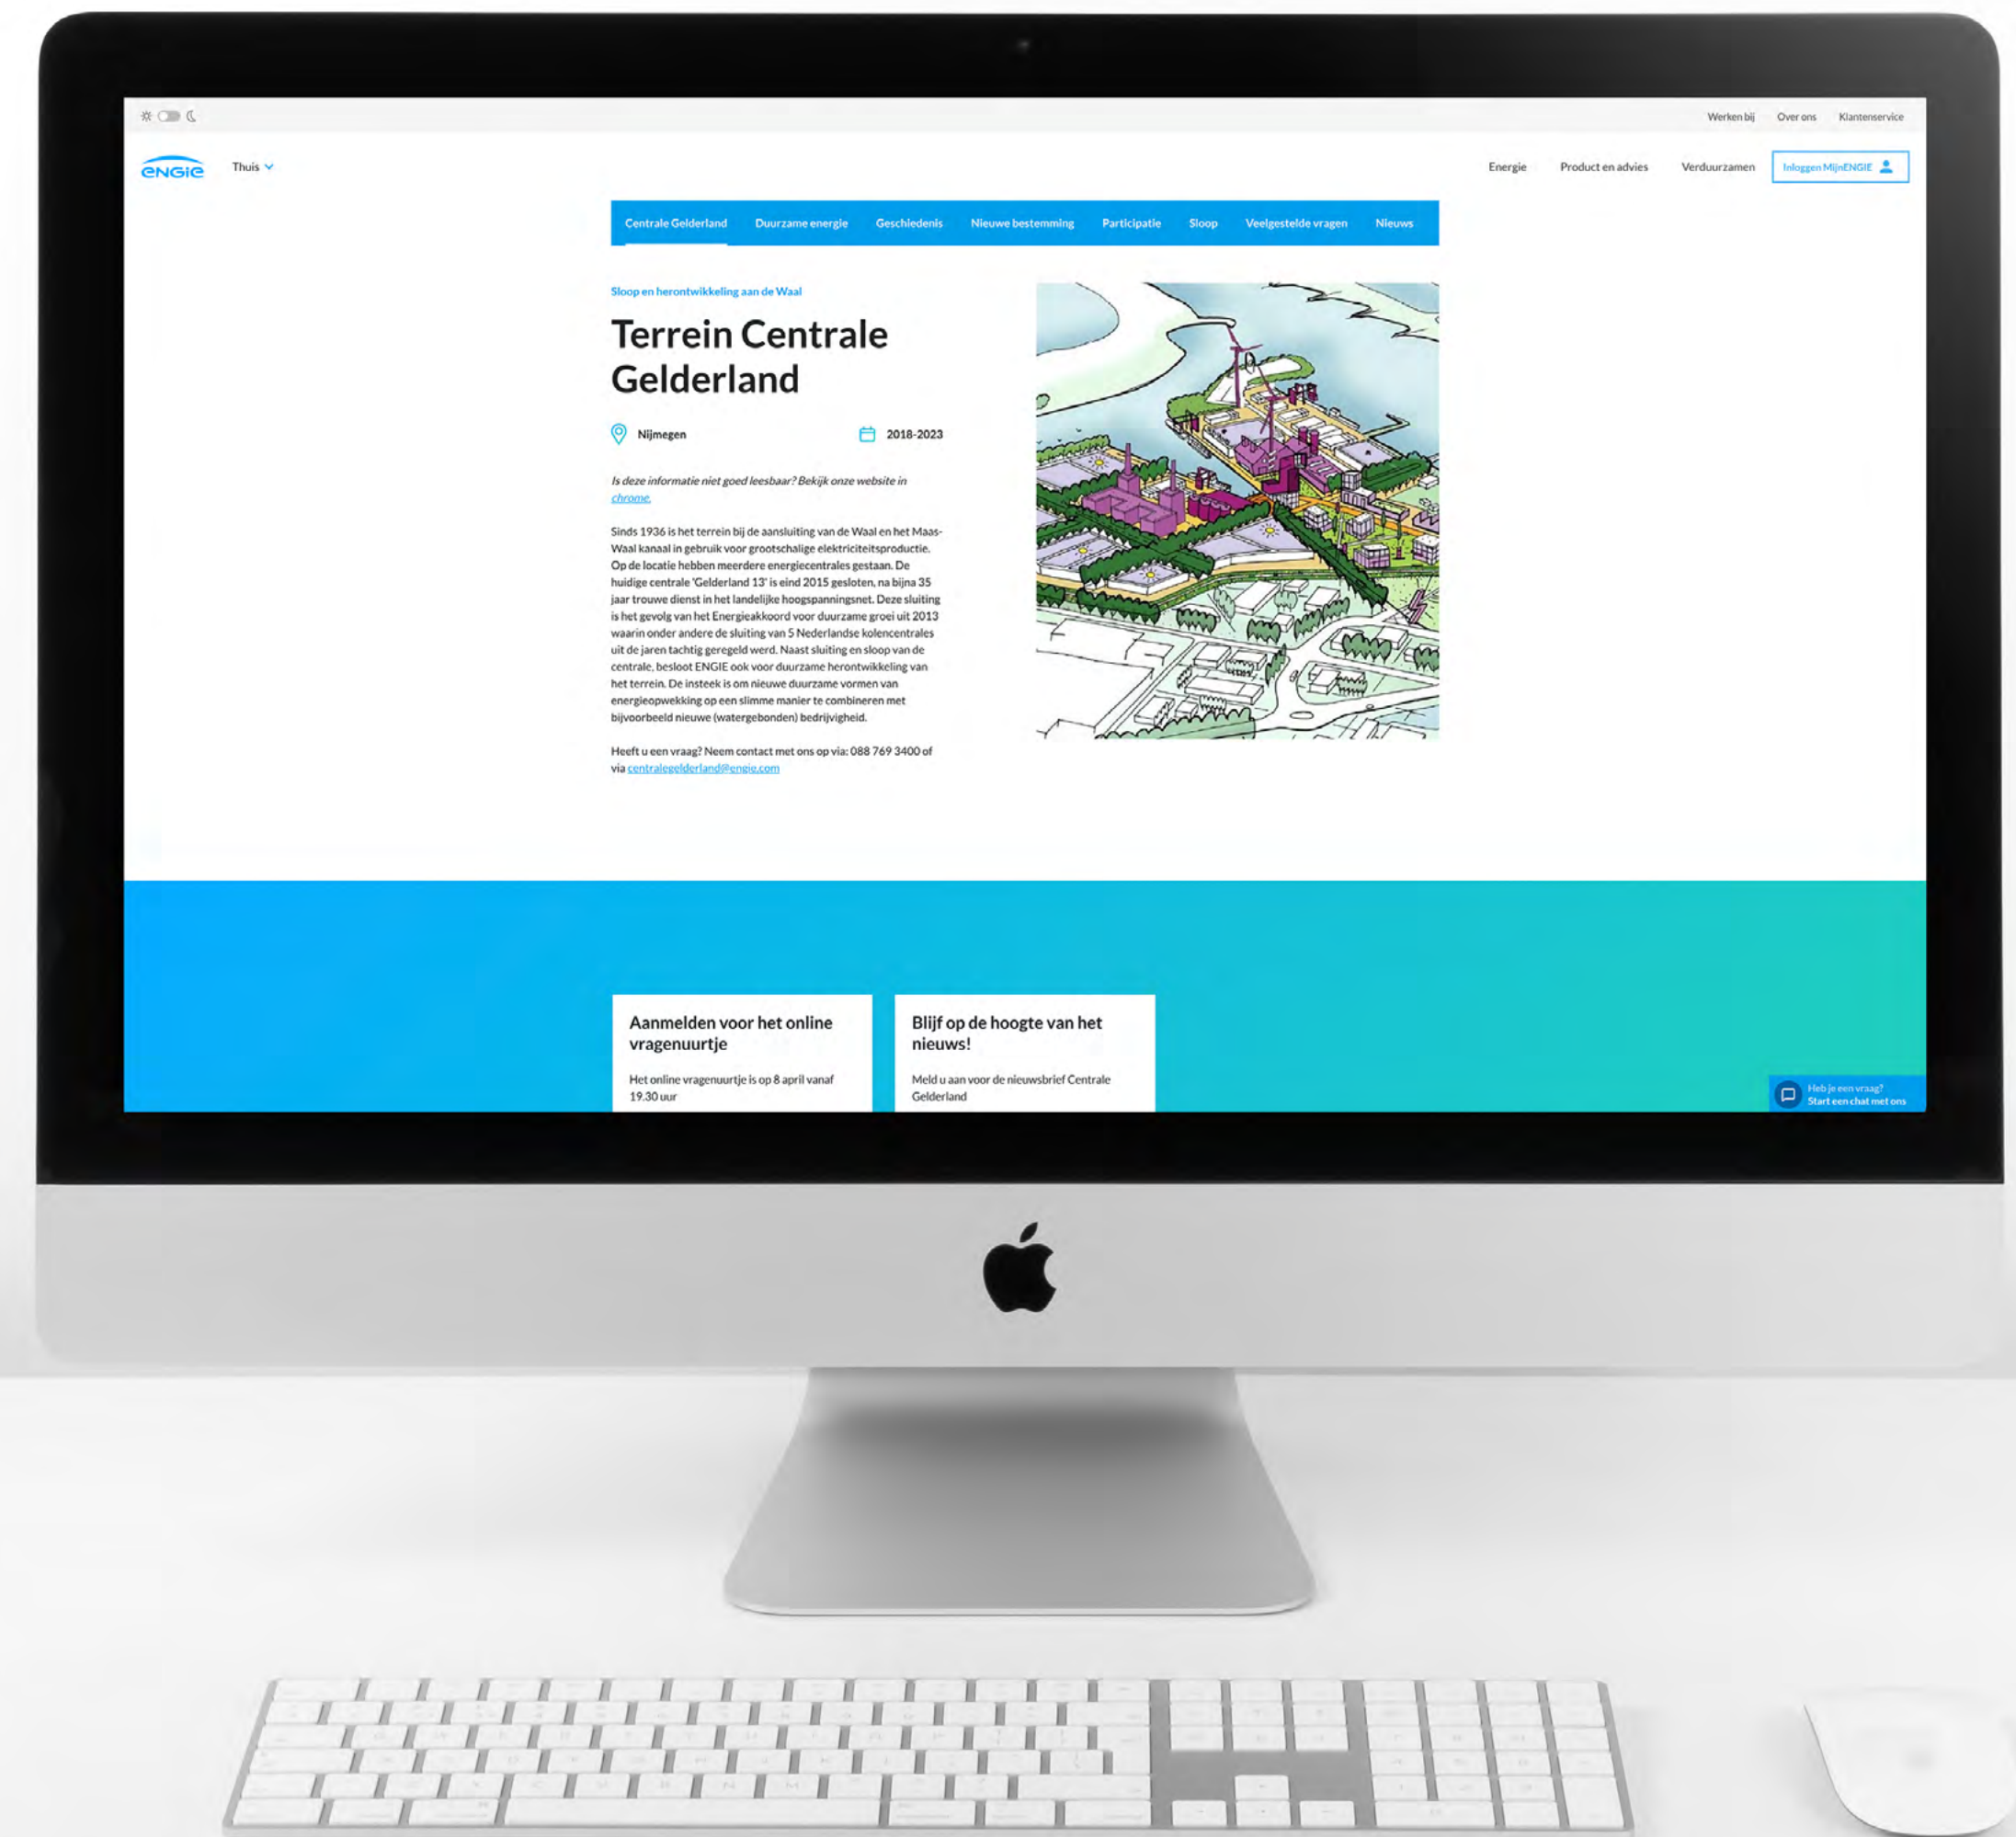 Werken bij Over ons Klantenservice
ENGIE Thuis Energie Product en advies Verduurzamen Inloggen MijnENGIE
Centrale Gelderland Duurzame energie Geschiedenis Nieuwe bestemming Participatie Sloop Veelgestelde vragen Nieuws
Sloop en herontwikkeling aan de Waal
Terrein Centrale
Gelderland
Nijmegen 2018-2023
Is deze informatie niet goed leesbaar? Bekijk onze website in
chrome.
Sinds 1936 is het terrein bij de aansluiting van de Waal en het Maas-
Waal kanaal in gebruik voor grootschalige elektriciteitsproductie.
Op de locatie hebben meerdere energiecentrales gestaan. De
huidige centrale 'Gelderland 13' is eind 2015 gesloten, na bijna 35
jaar trouwe dienst in het landelijke hoogspanningsnet. Deze sluiting
is het gevolg van het Energieakkoord voor duurzame groei uit 2013
waarin onder andere de sluiting van 5 Nederlandse kolencentrales
uit de jaren tachtig geregeld werd. Naast sluiting en sloop van de
centrale, besloot ENGIE ook voor duurzame herontwikkeling van
het terrein. De insteek is om nieuwe duurzame vormen van
energieopwekking op een slimme manier te combineren met
bijvoorbeeld nieuwe (watergebonden) bedrijvigheid.
Heeft u een vraag? Neem contact met ons op via: 088 769 3400 of
via centralegelderland@engie.com
Aanmelden voor het online
vragenuurtje
Het online vragenuurtje is op 8 april vanaf
19.30 uur
Blijf op de hoogte van het
nieuws!
Meld u aan voor de nieuwsbrief Centrale
Gelderland
Heb je een vraag?
Start een chat met ons